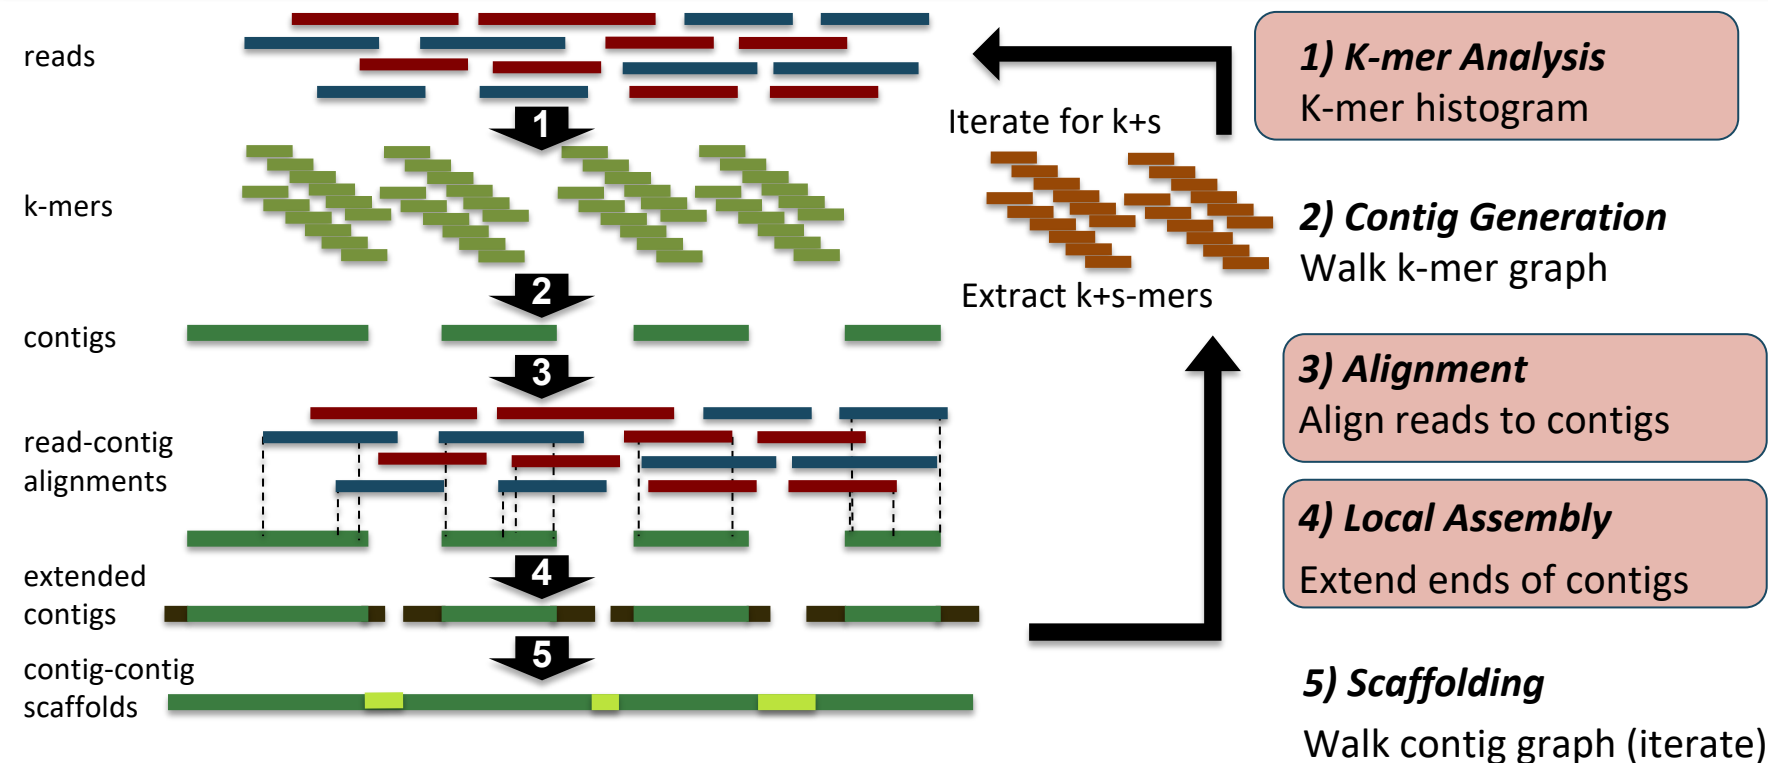 reads
1
k-mers
2
contigs
3
read-contig
alignments
4
extended
contigs
5
contig-contig
scaffolds
Iterate for k+s
Extract k+s-mers
1) K-mer Analysis
K-mer histogram
2) Contig Generation
Walk k-mer graph
3) Alignment
Align reads to contigs
4) Local Assembly
Extend ends of contigs
5) Scaffolding
Walk contig graph (iterate)